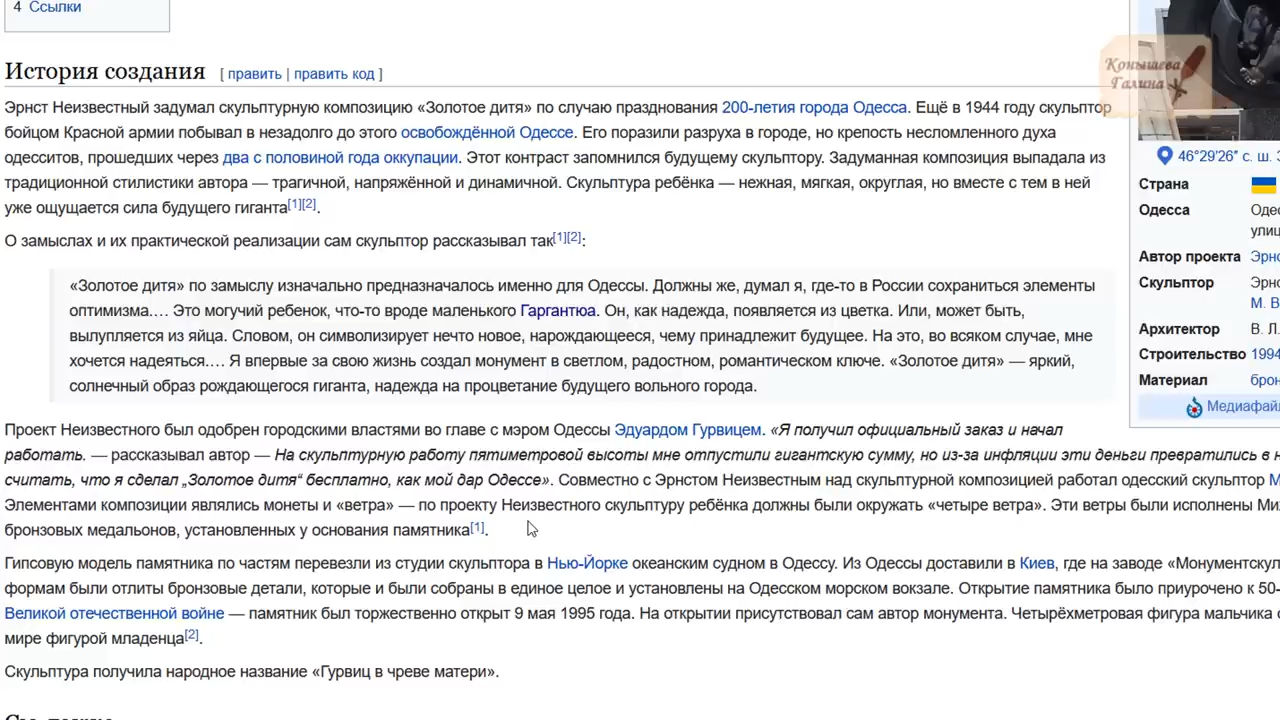 4 Ссылки
История создания [ править | править код ]
Конышева
Галина
Эрнст Неизвестный задумал скульптурную композицию «Золотое дитя» по случаю празднования 200-летия города Одесса. Ещё в 1944 году скульптор
бойцом Красной армии побывал в незадолго до этого освобождённой Одессе. Его поразили разруха в городе, но крепость несломленного духа
одесситов, прошедших через два с половиной года оккупации. Этот контраст запомнился будущему скульптору. Задуманная композиция выпадала из
традиционной стилистики автора — трагичной, напряжённой и динамичной. Скульптура ребёнка — нежная, мягкая, округлая, но вместе с тем в ней
уже ощущается сила будущего гиганта[1][2].
О замыслах и их практической реализации сам скульптор рассказывал так[1][2]:
«Золотое дитя» по замыслу изначально предназначалось именно для Одессы. Должны же, думал я, где-то в России сохраниться элементы
оптимизма.… Это могучий ребенок, что-то вроде маленького Гаргантюа. Он, как надежда, появляется из цветка. Или, может быть,
вылупляется из яйца. Словом, он символизирует нечто новое, нарождающееся, чему принадлежит будущее. На это, во всяком случае, мне
хочется надеяться.… Я впервые за свою жизнь создал монумент в светлом, радостном, романтическом ключе. «Золотое дитя» — яркий,
солнечный образ рождающегося гиганта, надежда на процветание будущего вольного города.
Проект Неизвестного был одобрен городскими властями во главе с мэром Одессы Эдуардом Гурвицем. «Я получил официальный заказ и начал
работать. — рассказывал автор — На скульптурную работу пятиметровой высоты мне отпустили гигантскую сумму, но из-за инфляции эти деньги превратились в н
считать, что я сделал „Золотое дитя“ бесплатно, как мой дар Одессе». Совместно с Эрнстом Неизвестным над скульптурной композицией работал одесский скульптор М
Элементами композиции являлись монеты и «ветра» — по проекту Неизвестного скульптуру ребёнка должны были окружать «четыре ветра». Эти ветры были исполнены Ми
бронзовых медальонов, установленных у основания памятника[1].
Гипсовую модель памятника по частям перевезли из студии скульптора в Нью-Йорке океанским судном в Одессу. Из Одессы доставили в Киев, где на заводе «Монументскул
формам были отлиты бронзовые детали, которые и были собраны в единое целое и установлены на Одесском морском вокзале. Открытие памятника было приурочено к 50-
Великой отечественной войне — памятник был торжественно открыт 9 мая 1995 года. На открытии присутствовал сам автор монумента. Четырёхметровая фигура мальчика
мире фигурой младенца[2].
Скульптура получила народное название «Гурвиц в чреве матери».
46°29′26″ с. ш. 3
Страна
Одесса Одес
улиц
Автор проекта Эрнс
Скульптор Эрнс
М. В
Архитектор В. Л.
Строительство 1994
Материал брон
Медиафай